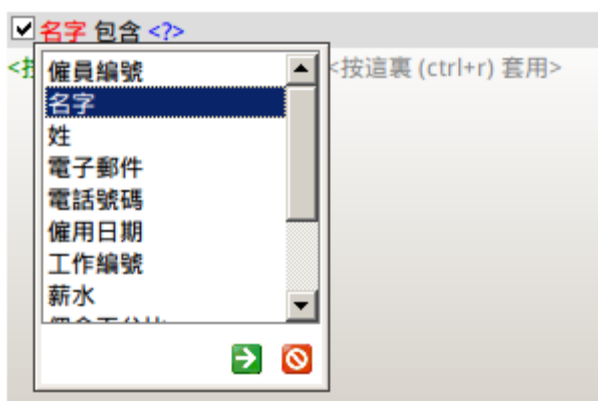 名字 包含 <?>
<按這裏 (ctrl+r) 套用>
僱員編號
名字
姓
電子郵件
電話號碼
僱用日期
工作編號
薪水